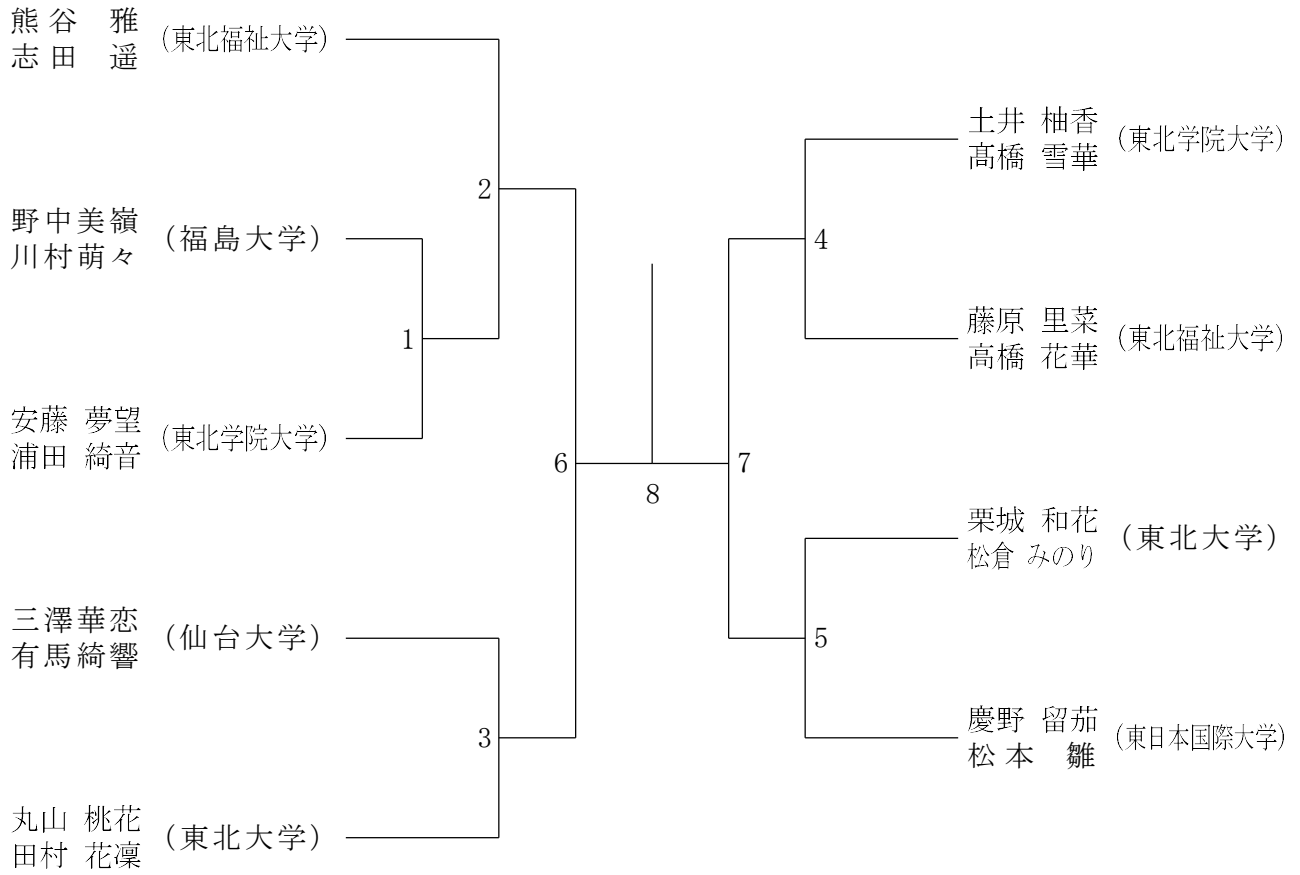 熊谷　雅
志田　遥
(東北福祉大学)
野中美嶺
川村萌々
(福島大学)
安藤 夢望
浦田 綺音
(東北学院大学)
三澤華恋
有馬綺響
(仙台大学)
丸山 桃花
田村 花凜
(東北大学)
1
2
3
6
8
7
4
5
土井 柚香
髙橋 雪華
(東北学院大学)
藤原 里菜
高橋 花華
(東北福祉大学)
栗城 和花
松倉 みのり
(東北大学)
慶野 留茄
松本　雛
(東日本国際大学)